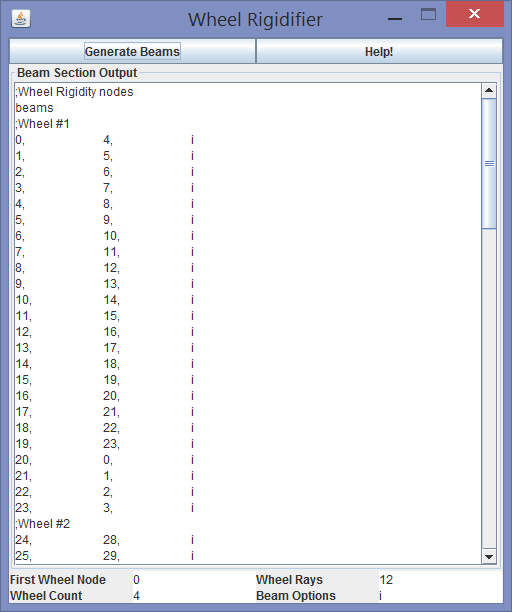 Wheel Rigidifier
Generate Beams Help!
Beam Section Output
;Wheel Rigidity nodes
beams
;Wheel #1
0, 4, i
1, 5, i
2, 6, i
3, 7, i
4, 8, i
5, 9, i
6, 10, i
7, 11, i
8, 12, i
9, 13, i
10, 14, i
11, 15, i
12, 16, i
13, 17, i
14, 18, i
15, 19, i
16, 20, i
17, 21, i
18, 22, i
19, 23, i
20, 0, i
21, 1, i
22, 2, i
23, 3, i
;Wheel #2
24, 28, i
25, 29, i
First Wheel Node 0 Wheel Rays 12
Wheel Count 4 Beam Options i